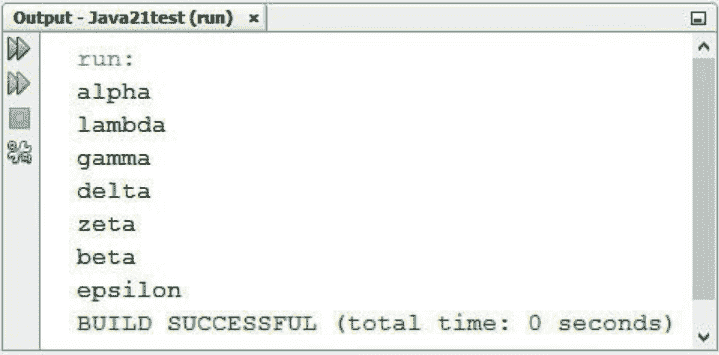 Output - Java21test (run) ×
run:
alpha
lambda
gamma
delta
zeta
beta
epsilon
BUILD SUCCESSFUL (total time: 0 seconds)